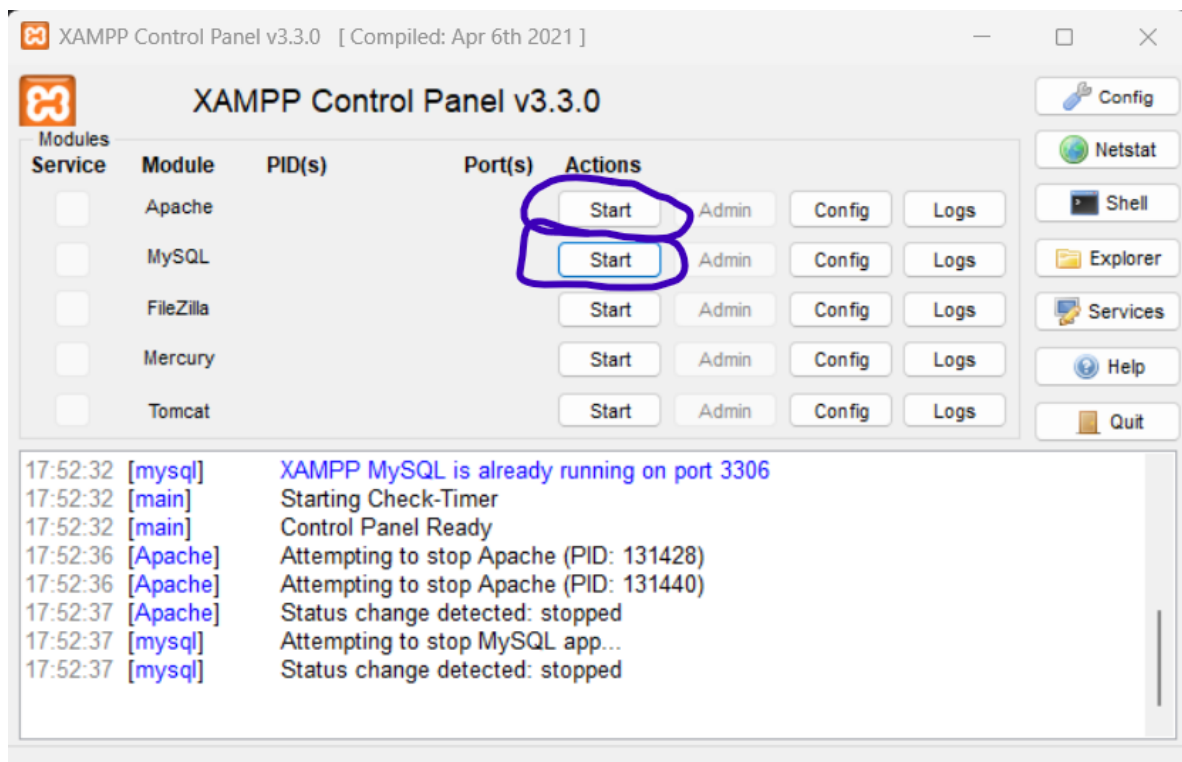 XAMPP Control Panel v3.3.0 [ Compiled: Apr 6th 2021 ]
XAMPP Control Panel v3.3.0
Config
Modules
Netstat
Service Module PID(s) Port(s) Actions
Apache Start Admin Config Logs
Shell
MySQL Start Admin Config Logs
Explorer
FileZilla Start Admin Config Logs
Services
Mercury Start Admin Config Logs
Help
Tomcat Start Admin Config Logs
Quit
17:52:32 [mysql] XAMPP MySQL is already running on port 3306
17:52:32 [main] Starting Check-Timer
17:52:32 [main] Control Panel Ready
17:52:36 [Apache] Attempting to stop Apache (PID: 131428)
17:52:36 [Apache] Attempting to stop Apache (PID: 131440)
17:52:37 [Apache] Status change detected: stopped
17:52:37 [mysql] Attempting to stop MySQL app...
17:52:37 [mysql] Status change detected: stopped